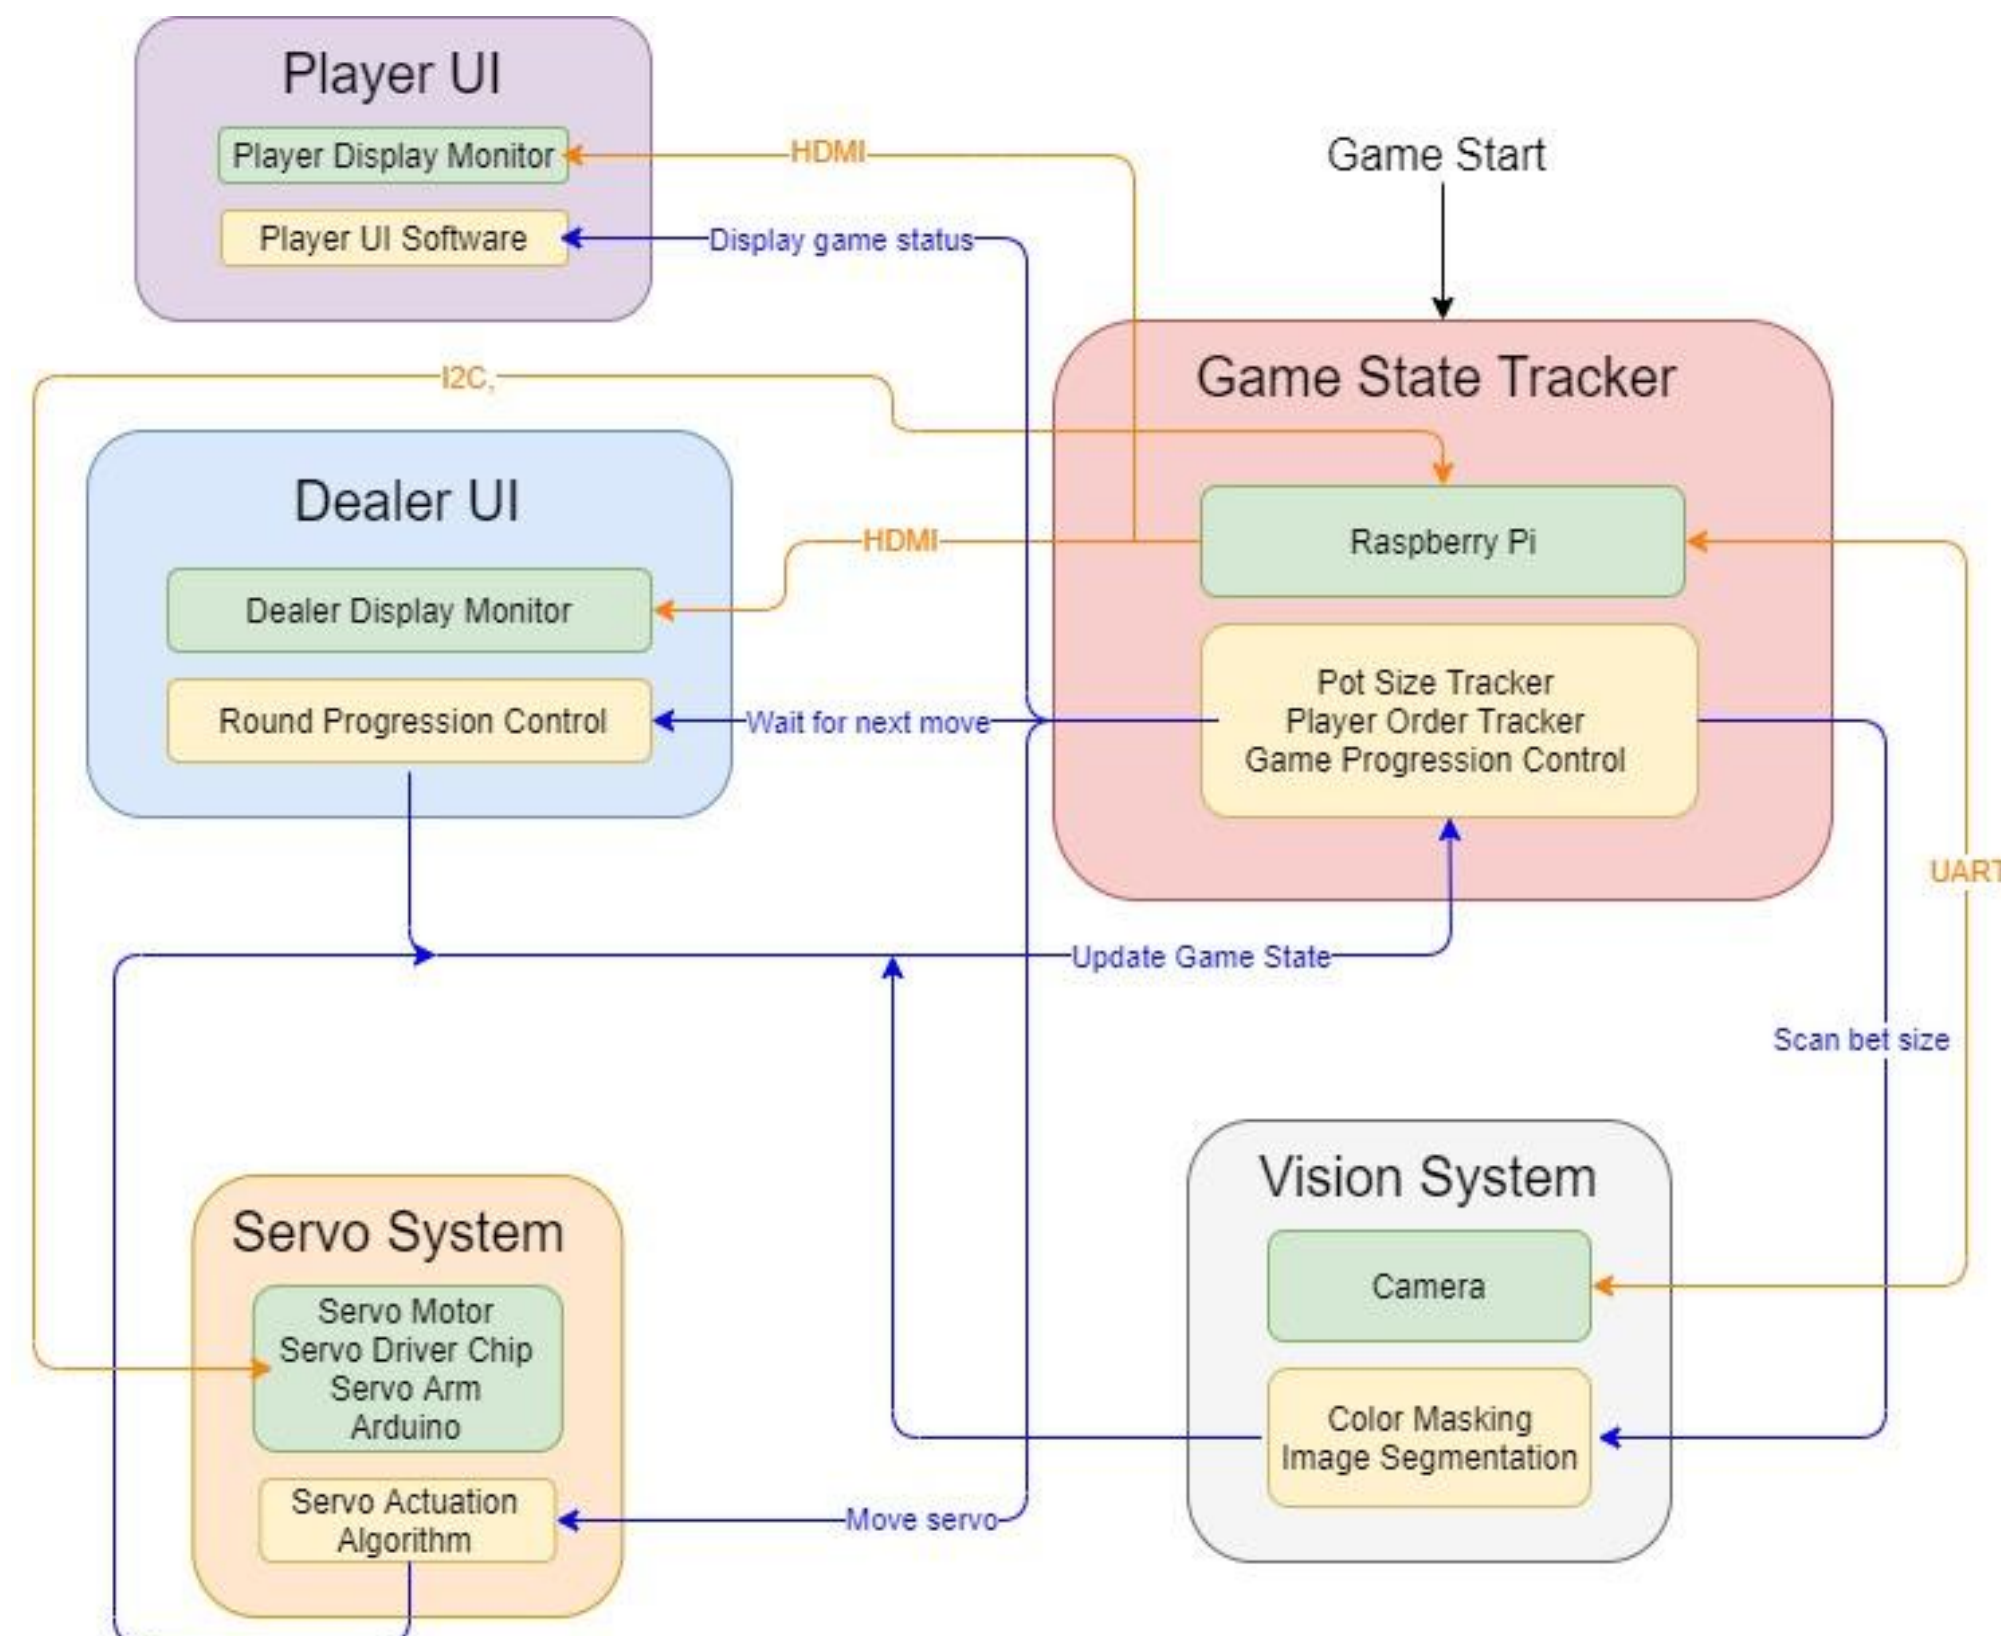 Player UI
Player Display Monitor
HDMI
Player UI Software
Display game status
Game Start
I2C,
Game State Tracker
Dealer UI
HDMI
Raspberry Pi
Dealer Display Monitor
Round Progression Control
Wait for next move
Pot Size Tracker
Player Order Tracker
Game Progression Control
UART
Update Game State
Scan bet size
Vision System
Camera
Color Masking
Image Segmentation
Servo System
Servo Motor
Servo Driver Chip
Servo Arm
Arduino
Servo Actuation
Algorithm
Move servo